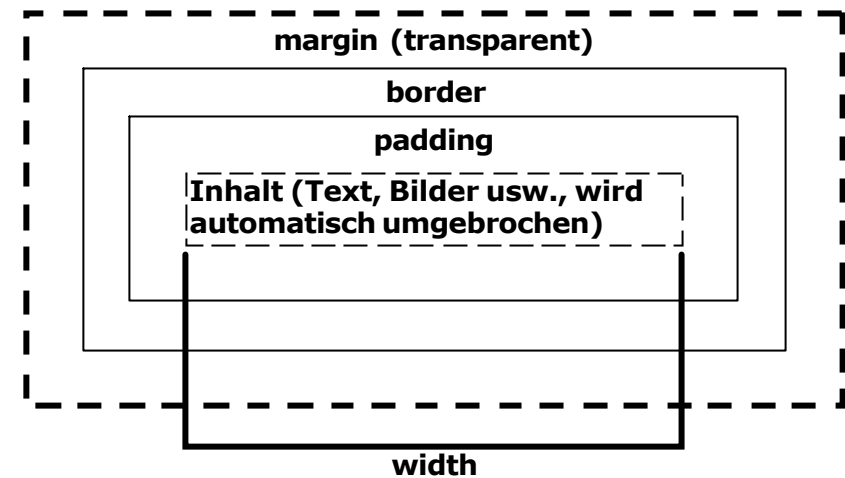 margin (transparent)
border
padding
Inhalt (Text, Bilder usw., wird
automatisch umgebrochen)
width